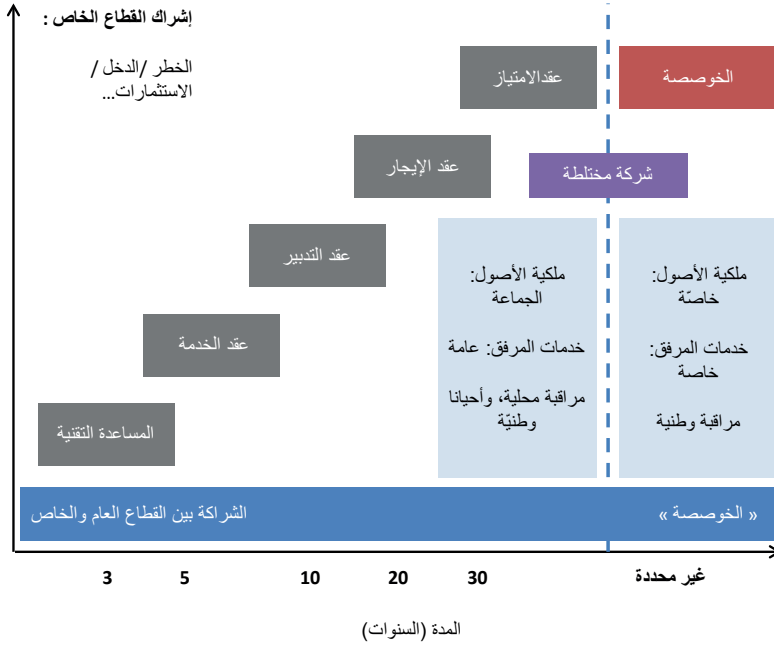 إشراك القطاع الخاص :
الخطر /الدخل /
الاستثمارات...
الخوصصة
عقدالامتياز
شركة مختلطة
عقد الإيجار
عقد التدبير
عقد الخدمة
المساعدة التقنية
ملكية الأصول:
الجماعة
خدمات المرفق: عامة
مراقبة محلية، وأحيانا
وطنيّة
ملكية الأصول:
خاصّة
خدمات المرفق:
خاصة
مراقبة وطنية
الشراكة بين القطاع العام والخاص
« الخوصصة »
3
5
10
20
30
غير محددة
المدة (السنوات)